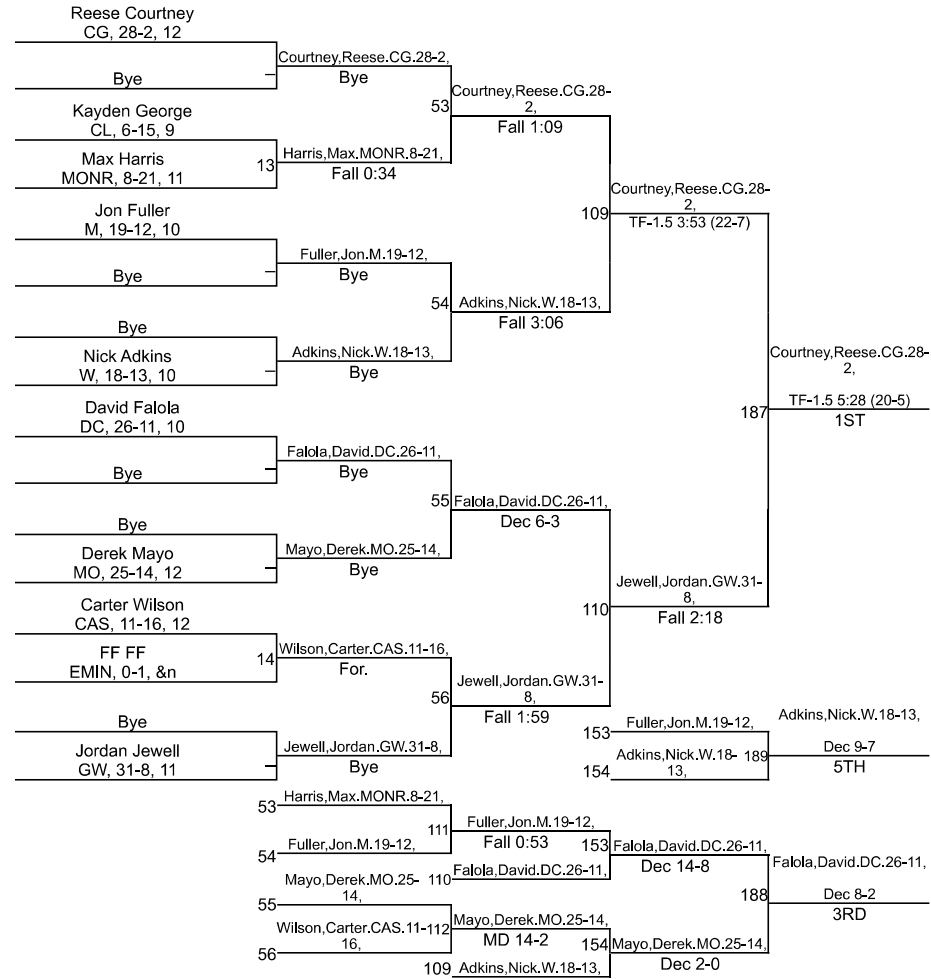 Reese Courtney
CG, 28-2, 12
Courtney,Reese.CG.28-2,
Bye
Bye
Courtney,Reese.CG.28-
2,
53
Fall 1:09
Kayden George
CL, 6-15, 9
Max Harris
MONR, 8-21, 11
13
Harris,Max.MONR.8-21,
Fall 0:34
Courtney,Reese.CG.28-
2,
109
TF-1.5 3:53 (22-7)
Jon Fuller
M, 19-12, 10
Fuller,Jon.M.19-12,
Bye
Bye
54
Adkins,Nick.W.18-13,
Fall 3:06
Bye
Nick Adkins
W, 18-13, 10
Adkins,Nick.W.18-13,
Bye
Courtney,Reese.CG.28-
2,
187
TF-1.5 5:28 (20-5)
1ST
David Falola
DC, 26-11, 10
Falola,David.DC.26-11,
Bye
Bye
55
Falola,David.DC.26-11,
Dec 6-3
Bye
Derek Mayo
MO, 25-14, 12
Mayo,Derek.MO.25-14,
Bye
Jewell,Jordan.GW.31-
8,
110
Fall 2:18
Carter Wilson
CAS, 11-16, 12
FF FF
EMIN, 0-1, &n
14
Wilson,Carter.CAS.11-16,
For.
Jewell,Jordan.GW.31-
8,
56
Fall 1:59
Bye
Jordan Jewell
GW, 31-8, 11
Jewell,Jordan.GW.31-8,
Bye
153
Fuller,Jon.M.19-12,
154
Adkins,Nick.W.18-
13,
189
Adkins,Nick.W.18-13,
Dec 9-7
5TH
53
Harris,Max.MONR.8-21,
54
Fuller,Jon.M.19-12,
111
Fuller,Jon.M.19-12,
Fall 0:53
110
Falola,David.DC.26-11,
153
Falola,David.DC.26-11,
Dec 14-8
55
Mayo,Derek.MO.25-
14,
56
Wilson,Carter.CAS.11-
16,
112
Mayo,Derek.MO.25-14,
MD 14-2
109
Adkins,Nick.W.18-13,
154
Mayo,Derek.MO.25-14,
Dec 2-0
188
Falola,David.DC.26-11,
Dec 8-2
3RD